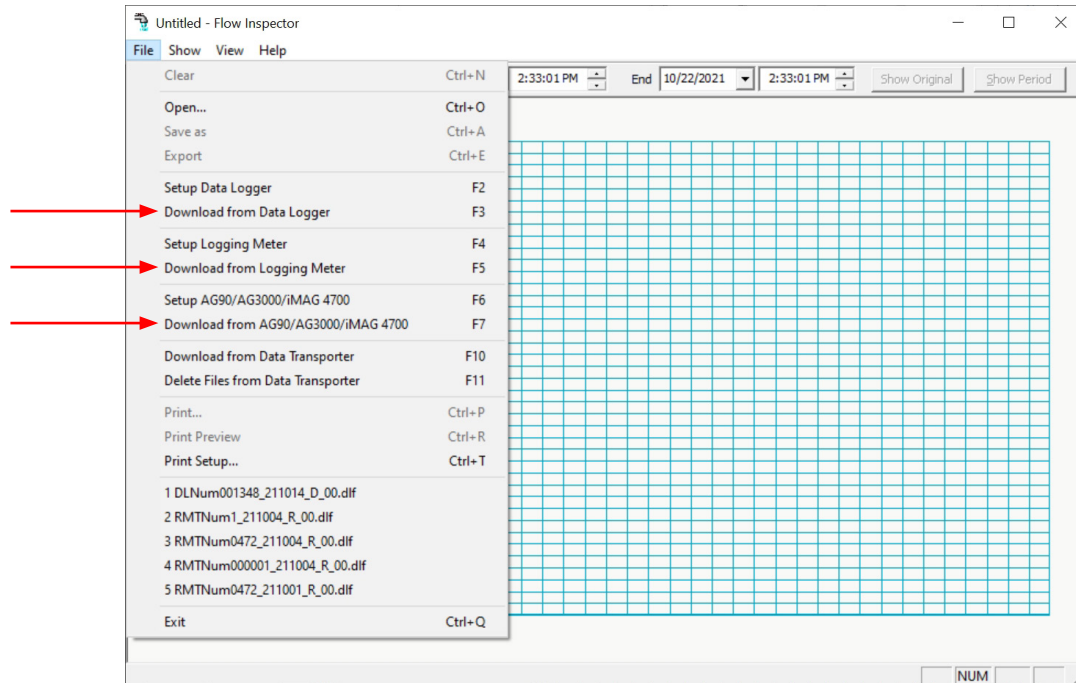 Untitled - Flow Inspector
File Show View Help
2:33:01 PM End 10/22/2021 2:33:01 PM Show Original Show Period
Clear Ctrl+N
Open... Ctrl+O
Save as Ctrl+A
Export Ctrl+E
Setup Data Logger F2
Download from Data Logger F3
Setup Logging Meter F4
Download from Logging Meter F5
Setup AG90/AG3000/iMAG 4700 F6
Download from AG90/AG3000/iMAG 4700 F7
Download from Data Transporter F10
Delete Files from Data Transporter F11
Print... Ctrl+P
Print Preview Ctrl+R
Print Setup... Ctrl+T
1 DLNum001348_211014_D_00.dlf
2 RMTNum1_211004_R_00.dlf
3 RMTNum0472_211004_R_00.dlf
4 RMTNum000001_211004_R_00.dlf
5 RMTNum0472_211001_R_00.dlf
Exit Ctrl+Q
NUM